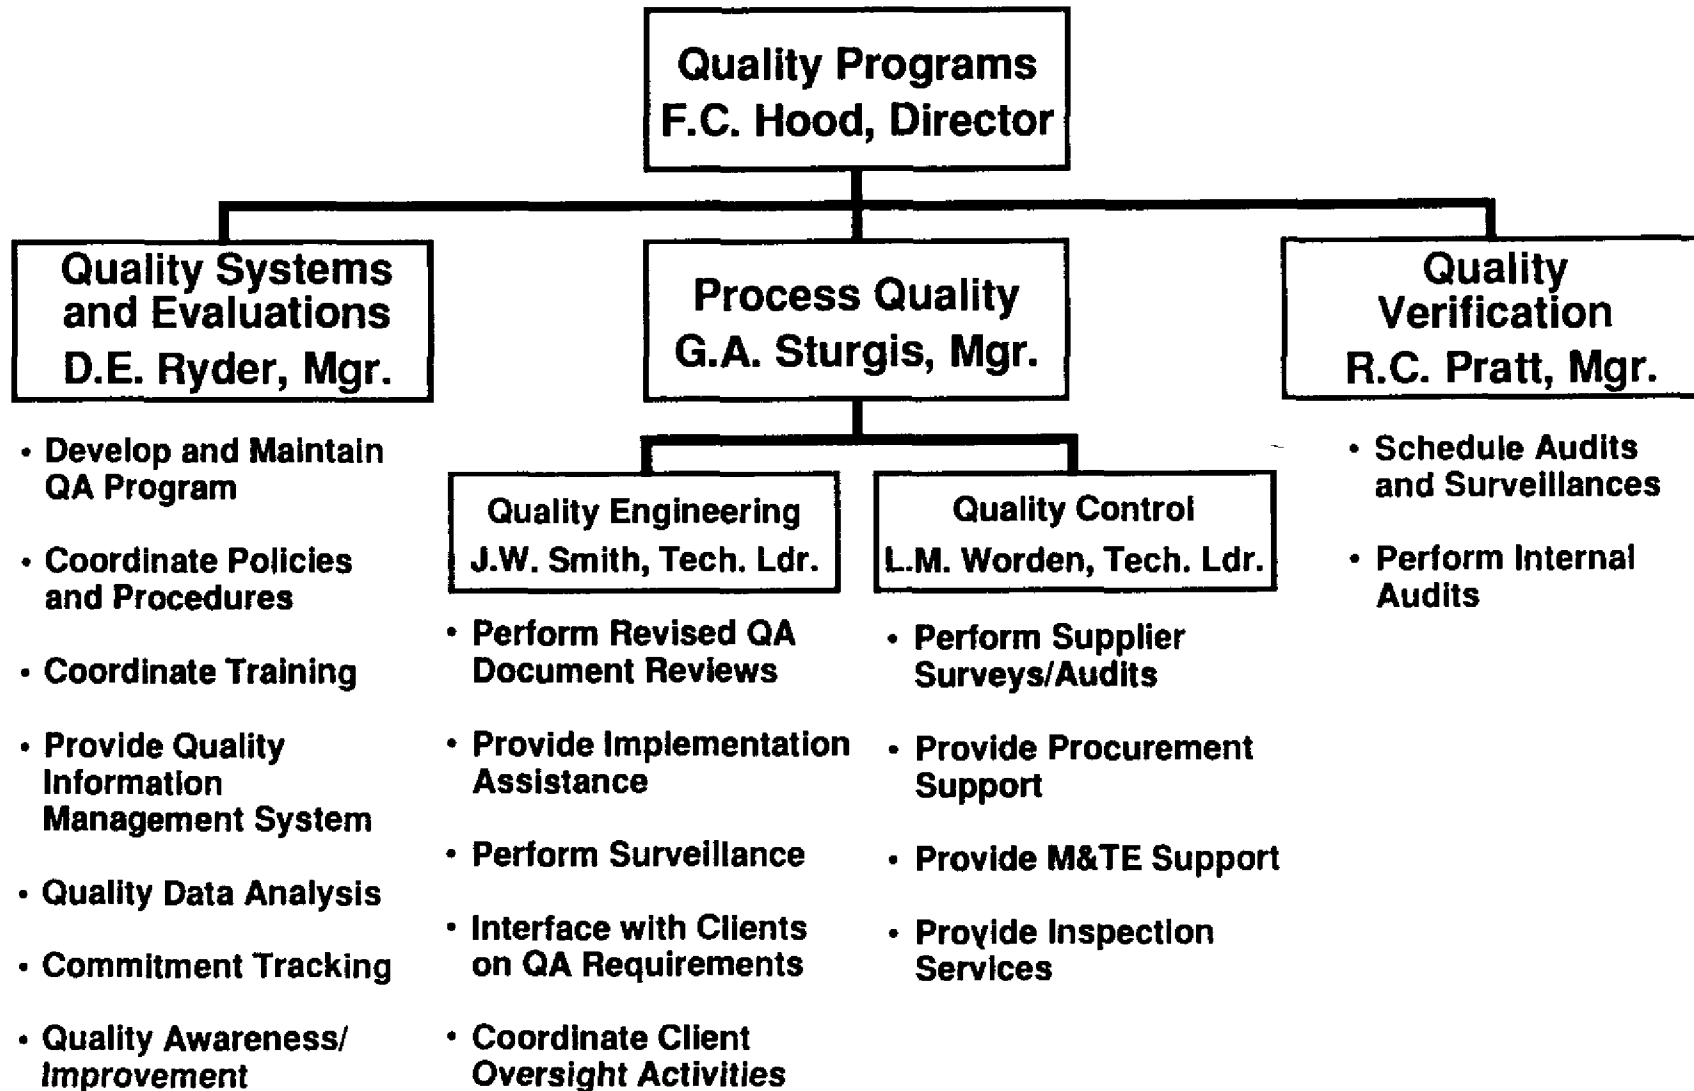 Quality Programs
F.C. Hood, Director
Quality Systems
and Evaluations
D.E. Ryder, Mgr.
Process Quality
G.A. Sturgis, Mgr.
Quality
Verification
R.C. Pratt, Mgr.
• Develop and Maintain
QA Program
• Coordinate Policies
and Procedures
• Coordinate Training
• Provide Quality
Information
Management System
• Quality Data Analysis
• Commitment Tracking
• Quality Awareness/
Improvement
Quality Engineering
J.W. Smith, Tech. Ldr.
• Perform Revised QA
Document Reviews
• Provide Implementation
Assistance
• Perform Surveillance
• Interface with Clients
on QA Requirements
• Coordinate Client
Oversight Activities
Quality Control
L.M. Worden, Tech. Ldr.
• Perform Supplier
Surveys/Audits
• Provide Procurement
Support
• Provide M&TE Support
• Provide Inspection
Services
• Schedule Audits
and Surveillances
• Perform Internal
Audits